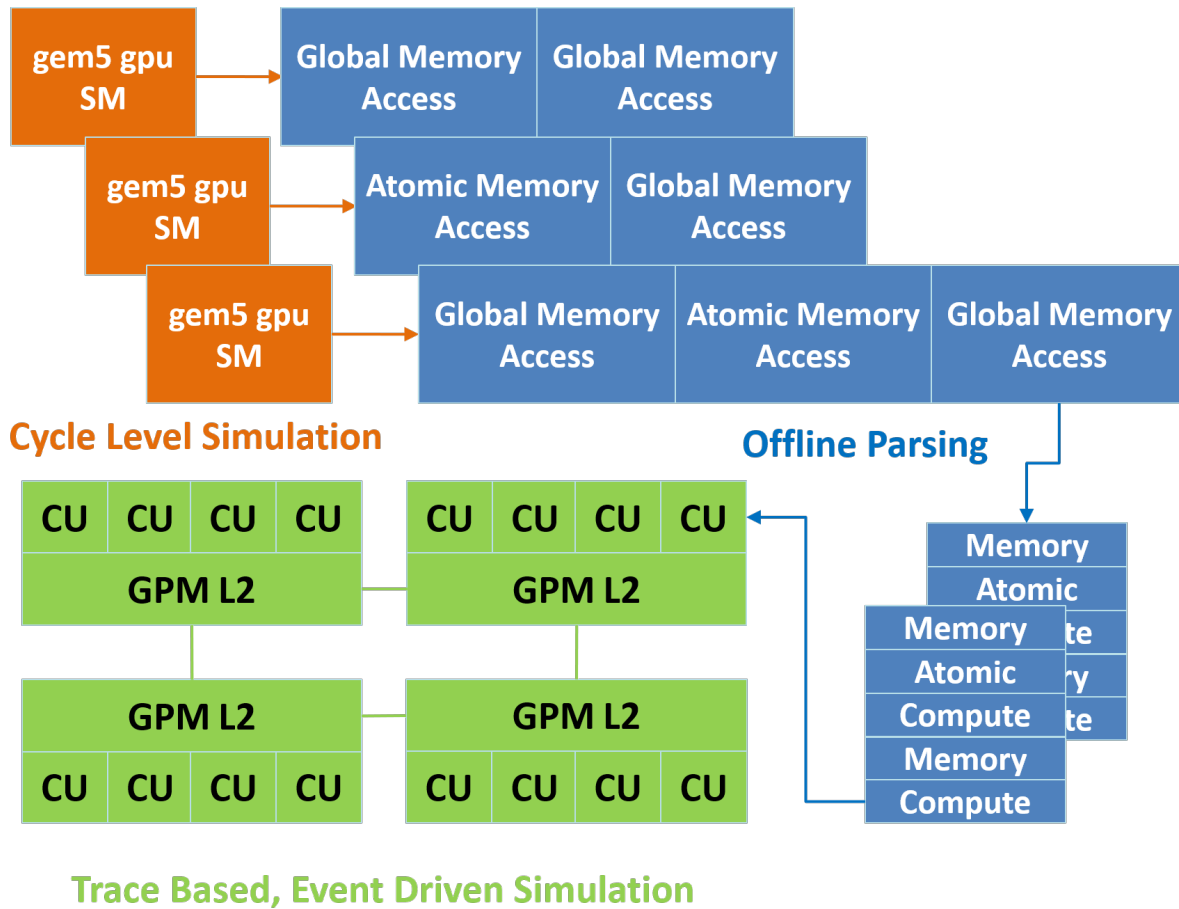 gem5 gpu
SM
Global Memory
Access
Global Memory
Access
gem5 gpu
SM
Atomic Memory
Access
Global Memory
Access
gem5 gpu
SM
Global Memory
Access
Atomic Memory
Access
Global Memory
Access
Cycle Level Simulation
Offline Parsing
CU CU CU CU
GPM L2
CU CU CU CU
GPM L2
GPM L2
CU CU CU CU
GPM L2
CU CU CU CU
Memory
Atomic
Memory
Atomic
Compute
Memory
Compute
Trace Based, Event Driven Simulation